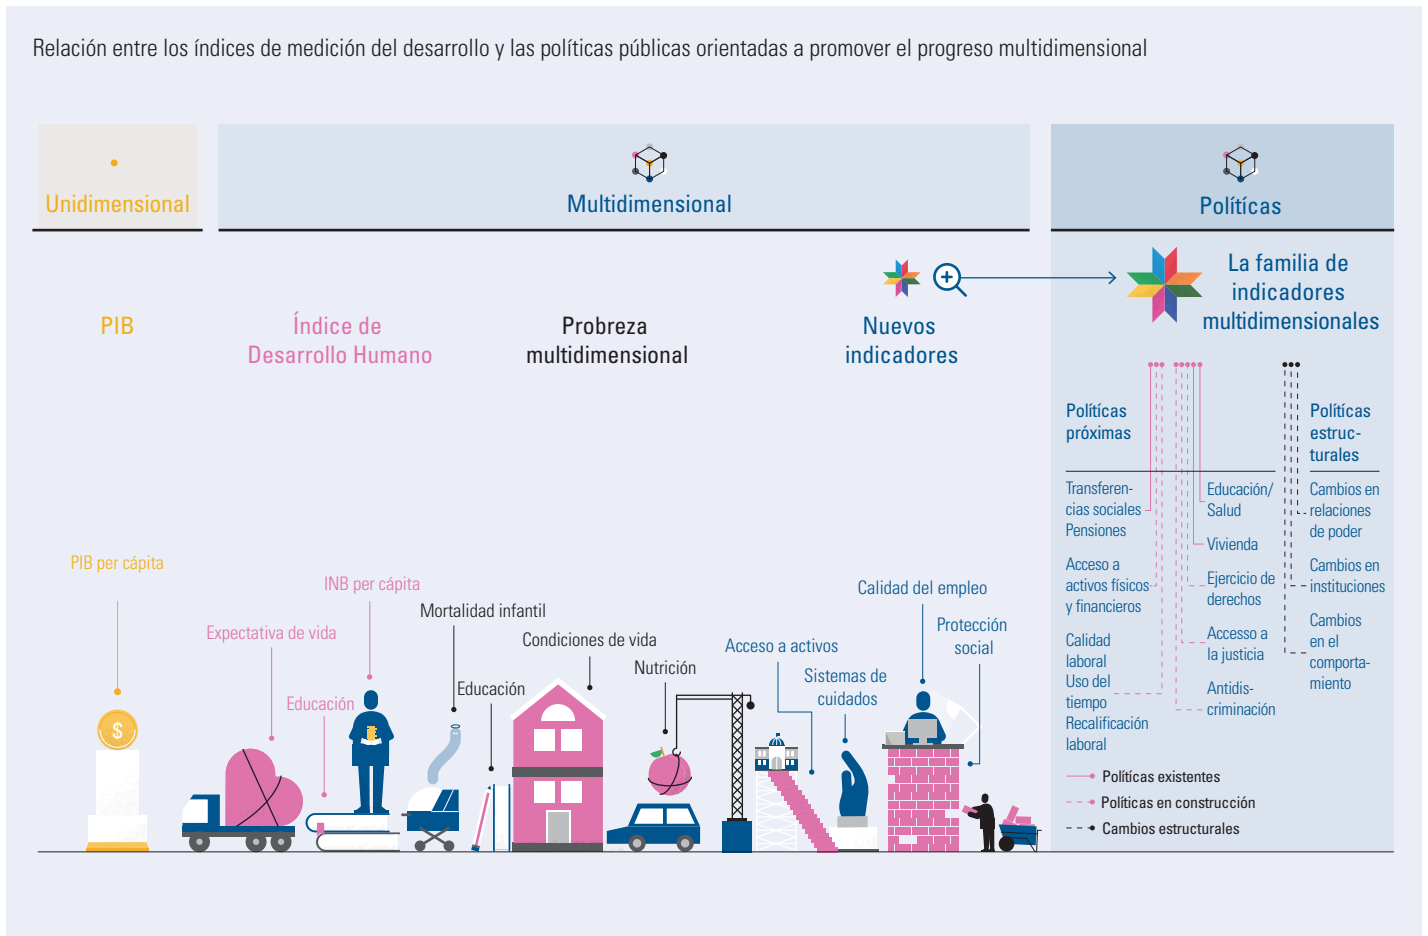 Relación entre los índices de medición del desarrollo y las políticas públicas orientadas a promover el progreso multidimensional
Unidimensional
Multidimensional
Polítícas
PIB
Índice de
Desarrollo Humano
Probreza
multidimensional
Nuevos
indicadores
La familia de
indicadores
multidimensionales
PIB per cápita
$
Expectativa de vida
Educación
INB per cápita
Mortalidad infantil
Educación
Condiciones de vida
Nutrición
Acceso a activos
Sistemas de
cuidados
Calidad del empleo
Protección
social
Políticas
próximas
Transferen-
cias sociales
Pensiones
Acceso a
activos físicos
y financieros
Calidad
laboral
Uso del
tiempo
Recalificación
laboral
Educación/
Salud
Vivienda
Ejercicio de
derechos
Accesso a
la justicia
Antidis-
criminación
Políticas
estruc-
turales
Cambios en
relaciones
de poder
Cambios en
instituciones
Cambios
en el
comporta-
miento
Políticas existentes
Políticas en construcción
Cambios estructurales